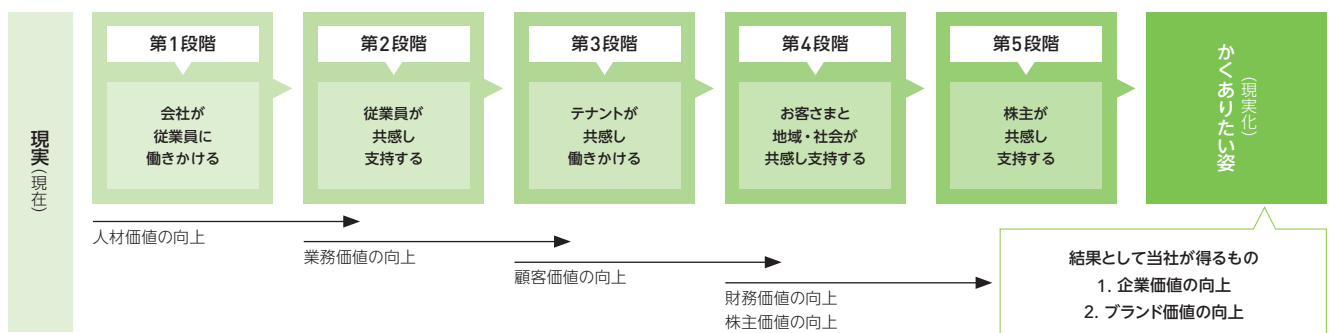 現実(現在)
第1段階
会社が
従業員に
働きかける
第2段階
従業員が
共感し
支持する
第3段階
テナントが
共感し
働きかける
第4段階
お客さまと
地域・社会が
共感し支持する
第5段階
株主が
共感し
支持する
かくありたい姿
(現実化)
人材価値の向上
業務価値の向上
顧客価値の向上
財務価値の向上
株主価値の向上
結果として当社が得るもの
1. 企業価値の向上
2. ブランド価値の向上